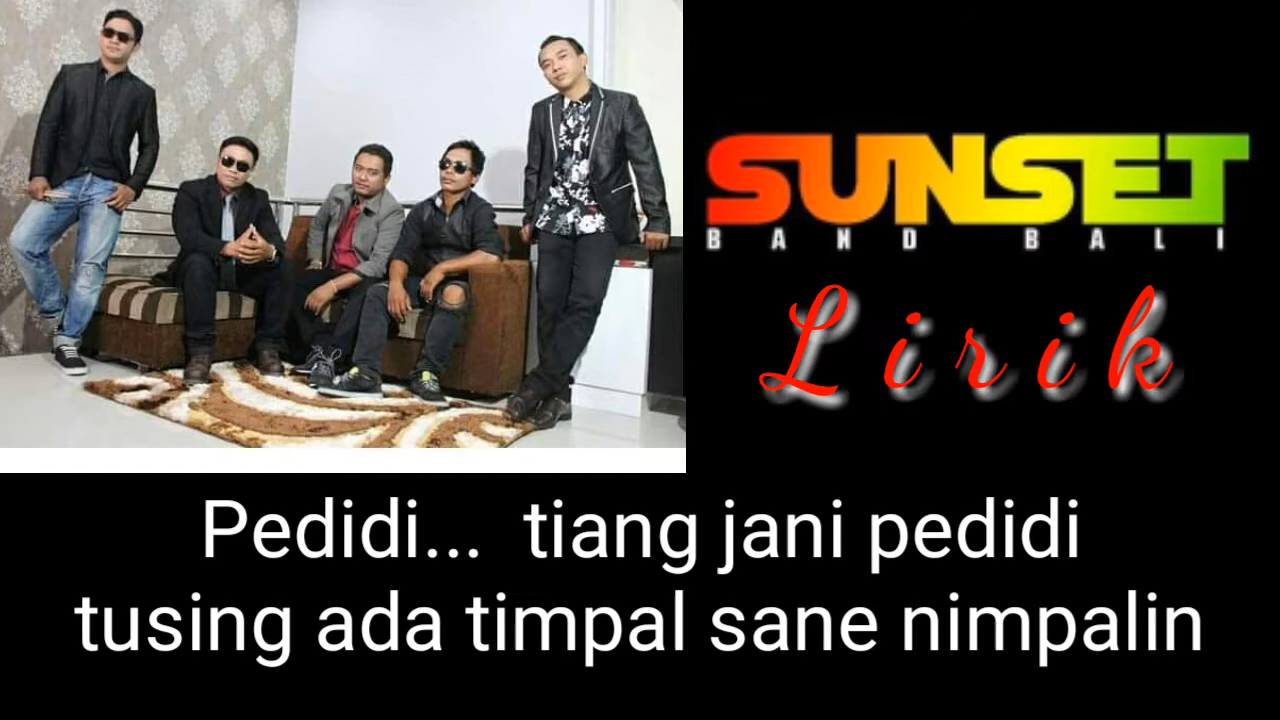 SUNSET
BAND BALI
Lirik
Pedidi... tiang jani pedidi
tusing ada timpal sane nimpalin